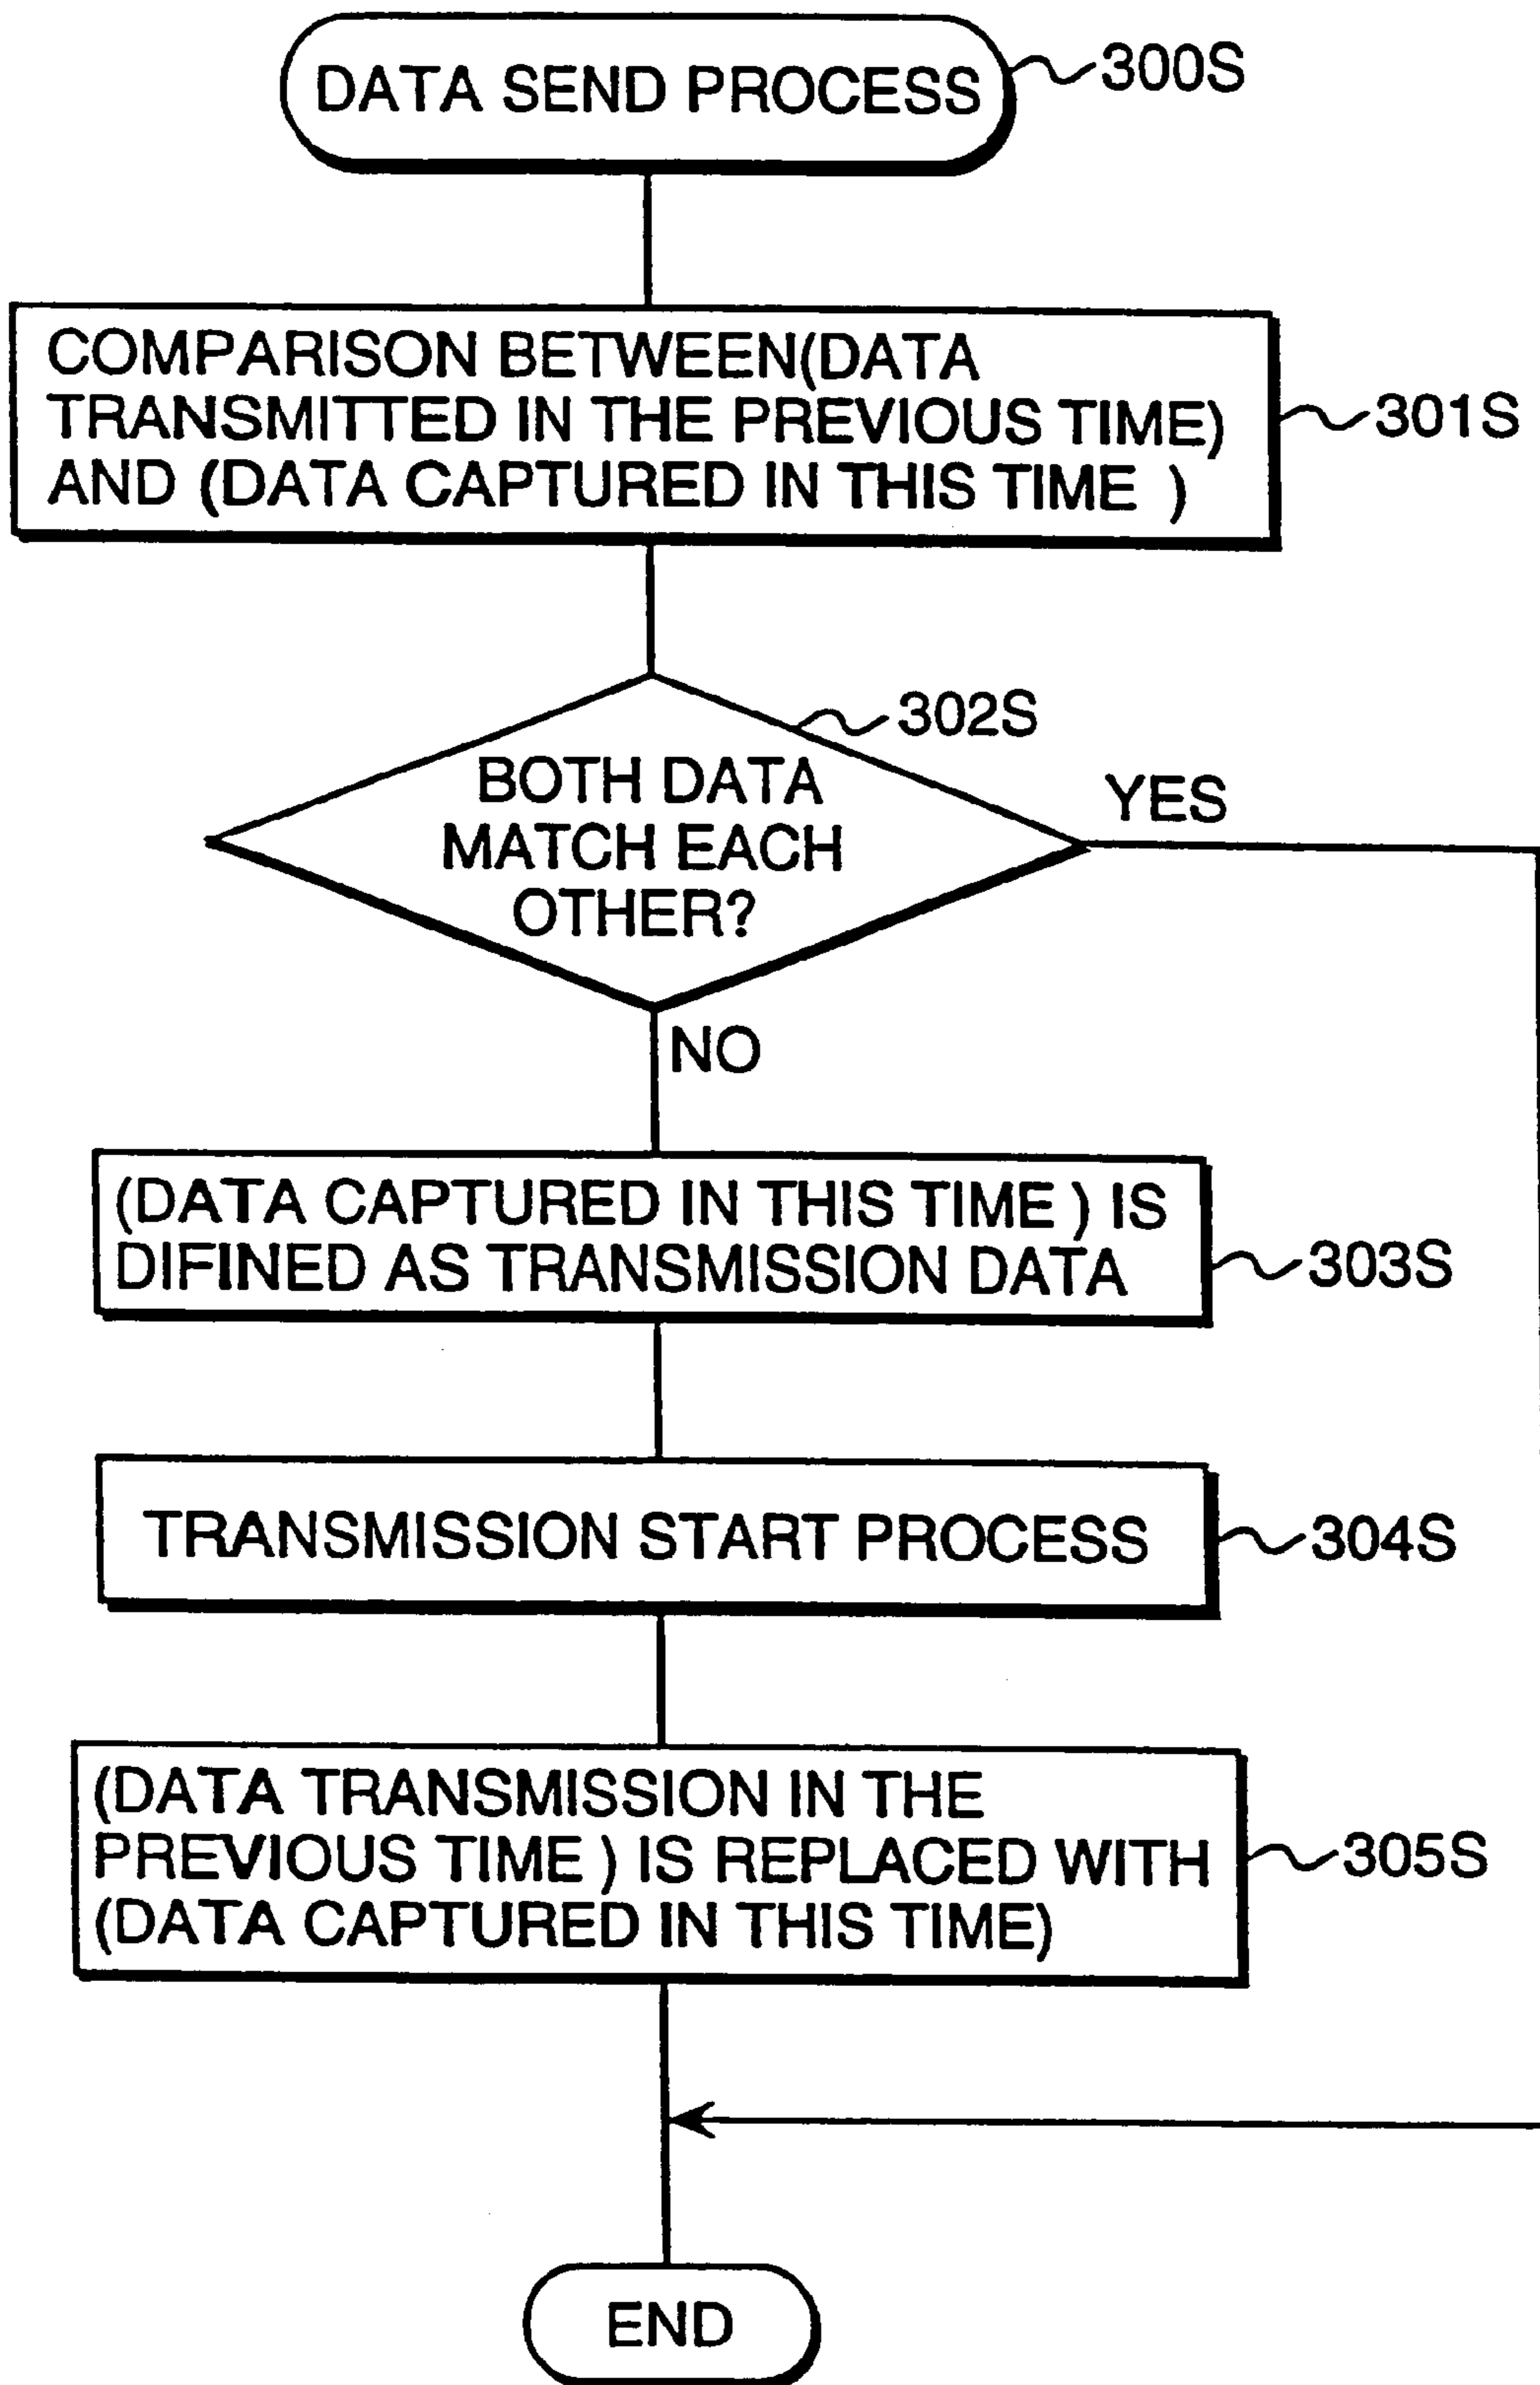 DATA SEND PROCESS
300S
COMPARISON BETWEEN(DATA
TRANSMITTED IN THE PREVIOUS TIME)
AND (DATA CAPTURED IN THIS TIME )
301S
302S
BOTH DATA
MATCH EACH
OTHER?
YES
NO
(DATA CAPTURED IN THIS TIME ) IS
DIFINED AS TRANSMISSION DATA
303S
TRANSMISSION START PROCESS
304S
(DATA TRANSMISSION IN THE
PREVIOUS TIME ) IS REPLACED WITH
(DATA CAPTURED IN THIS TIME)
305S
END